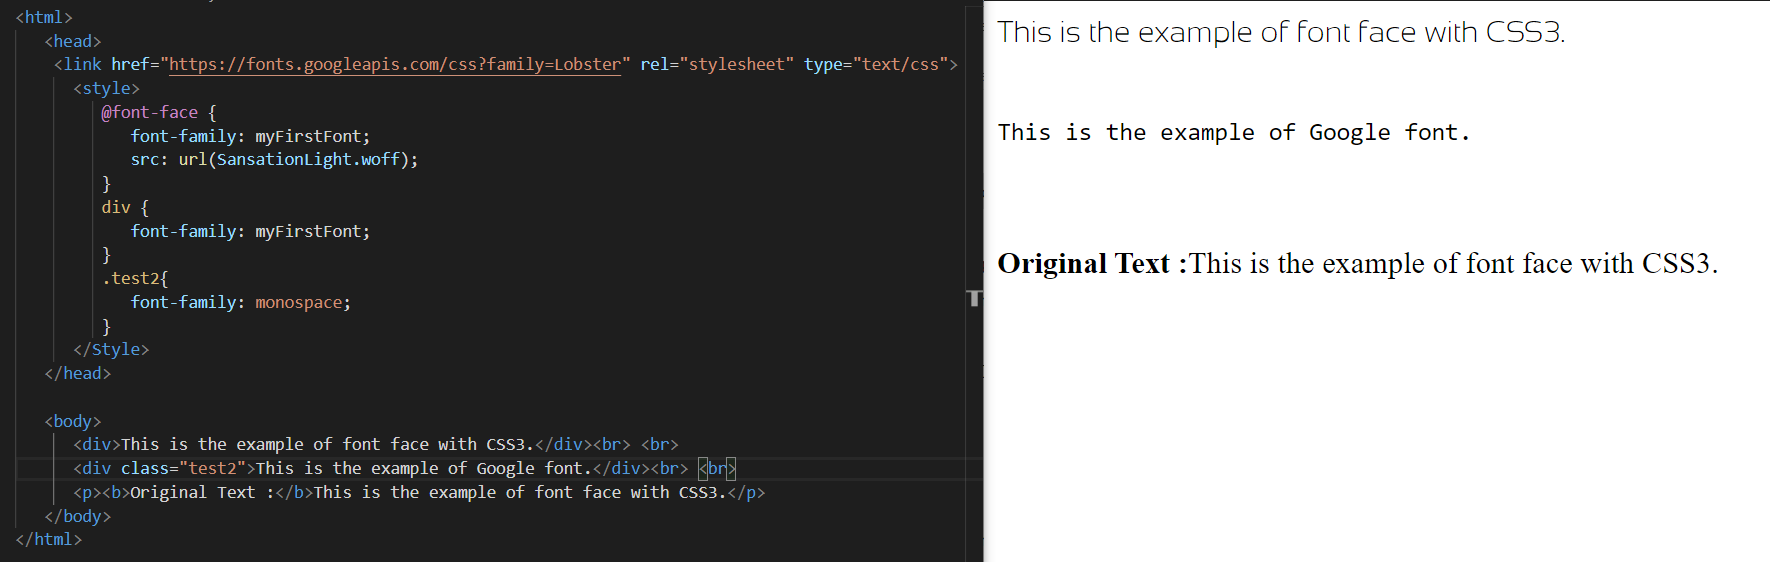 <html>
<head>
<link href="https://fonts.googleapis.com/css?family=Lobster" rel="stylesheet" type="text/css">
<style>
@font-face {
font-family: myFirstFont;
src: url(SansationLight.woff);
}
div {
font-family: myFirstFont;
}
.test2{
font-family: monospace;
}
</Style>
</head>
<body>
<div>This is the example of font face with CSS3.</div><br> <br>
<div class="test2">This is the example of Google font.</div><br> <br>
<p><b>Original Text :</b>This is the example of font face with CSS3.</p>
</body>
</html>
This is the example of font face with CSS3.
This is the example of Google font.
Original Text :This is the example of font face with CSS3.